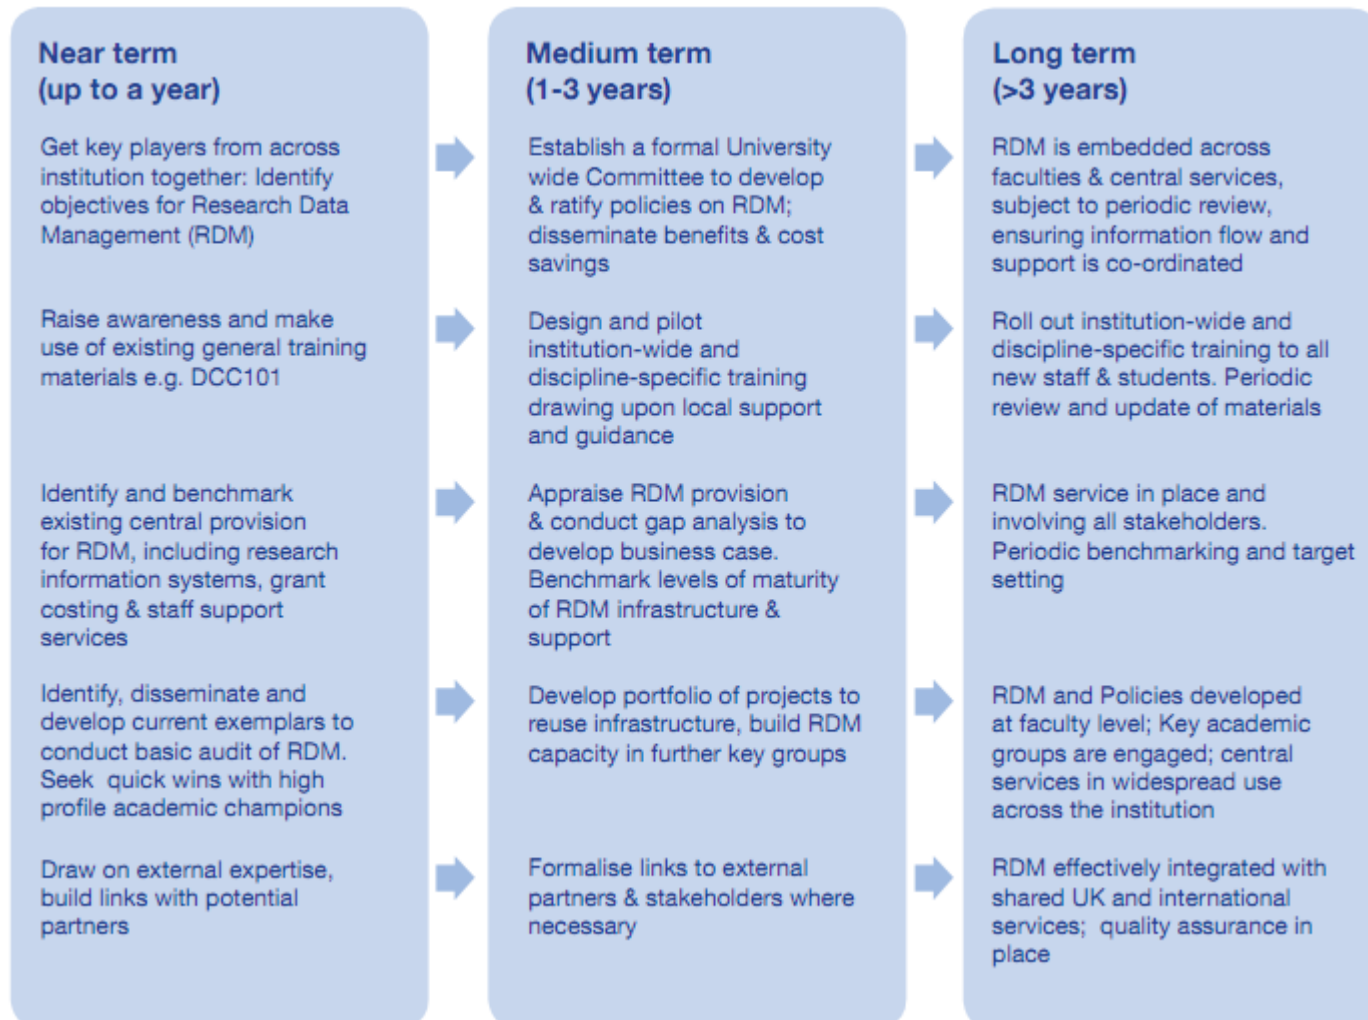 Near term
(up to a year)
Get key players from across
institution together: Identify
objectives for Research Data
Management (RDM)
Raise awareness and make
use of existing general training
materials e.g. DCC101
Identify and benchmark
existing central provision
for RDM, including research
information systems, grant
costing & staff support
services
Identify, disseminate and
develop current exemplars to
conduct basic audit of RDM.
Seek quick wins with high
profile academic champions
Draw on external expertise,
build links with potential
partners
Medium term
(1-3 years)
Establish a formal University
wide Committee to develop
& ratify policies on RDM;
disseminate benefits & cost
savings
Design and pilot
institution-wide and
discipline-specific training
drawing upon local support
and guidance
Appraise RDM provision
& conduct gap analysis to
develop business case.
Benchmark levels of maturity
of RDM infrastructure &
support
Develop portfolio of projects to
reuse infrastructure, build RDM
capacity in further key groups
Formalise links to external
partners & stakeholders where
necessary
Long term
(>3 years)
RDM is embedded across
faculties & central services,
subject to periodic review,
ensuring information flow and
support is co-ordinated
Roll out institution-wide and
discipline-specific training to all
new staff & students. Periodic
review and update of materials
RDM service in place and
involving all stakeholders.
Periodic benchmarking and target
setting
RDM and Policies developed
at faculty level; Key academic
groups are engaged; central
services in widespread use
across the institution
RDM effectively integrated with
shared UK and international
services; quality assurance in
place